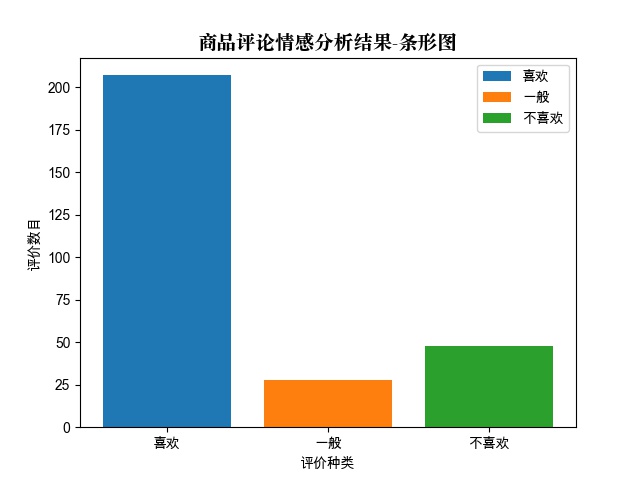 商品评论情感分析结果-条形图
喜欢
一般
不喜欢
评价数目
200
175
150
125
100
75
50
25
0
喜欢
一般
不喜欢
评价种类